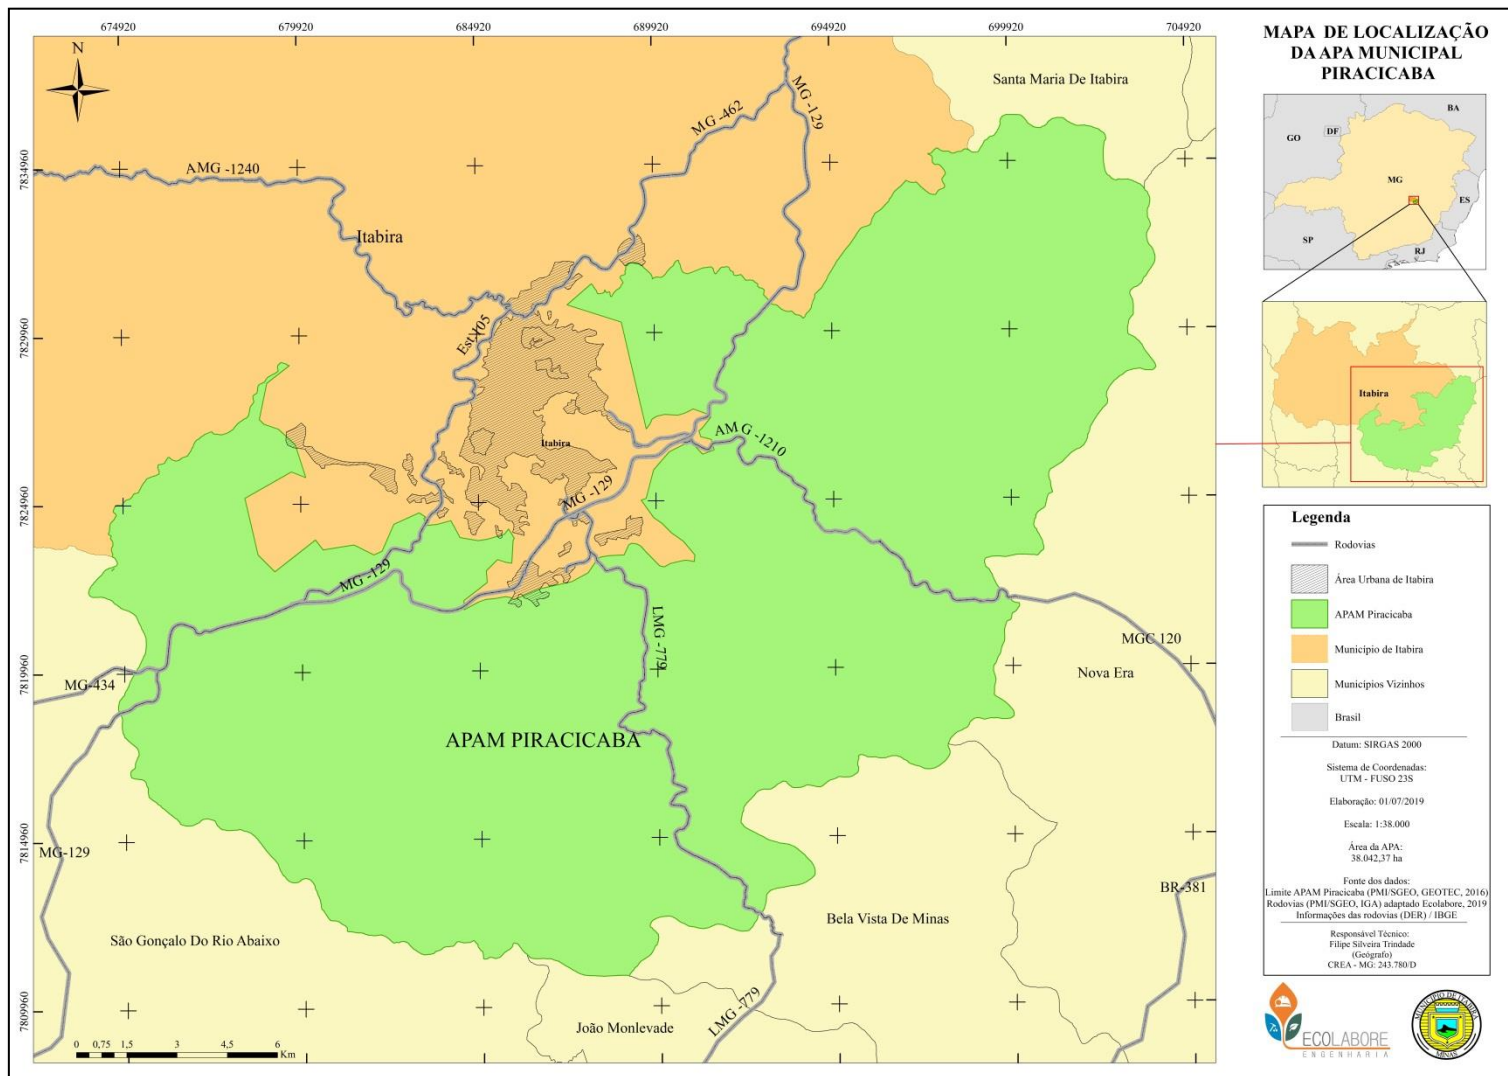 674920
679920
684920
689920
694920
699920
704920
MAPA DE LOCALIZAÇÃO
DA APA MUNICIPAL
PIRACICABA
N
Santa Maria De Itabira
MG -462
MG -129
AMG -1240
Itabira
Est 105
Itabira
AMG -1210
MG -129
MG -129
LMG -779
MG-434
MGC 120
Nova Era
APAM PIRACICABA
MG-129
BR-381
Bela Vista De Minas
São Gonçalo Do Rio Abaixo
João Monlevade
LMG -779
7834960
7829960
7824960
7819960
7814960
7809960
0 0,75 1,5 3 4,5 6
Km
BA
GO
DF
MG
ES
SP
RJ
Itabira
Legenda
Rodovias
Área Urbana de Itabira
APAM Piracicaba
Município de Itabira
Municípios Vizinhos
Brasil
Datum: SIRGAS 2000
Sistema de Coordenadas:
UTM - FUSO 23S
Elaboração: 01/07/2019
Escala: 1:38.000
Área da APA:
38.042,37 ha
Fonte dos dados:
Limite APAM Piracicaba (PMI/SGEO, GEOTEC, 2016)
Rodovias (PMI/SGEO, IGA) adaptado Ecolabore, 2019
Informações das rodovias (DER) / IBGE
Responsável Técnico:
Filipe Silveira Trindade
(Geógrafo)
CREA - MG: 243.780/D
ECOLABORE
ENGENHARIA
MUNICÍPIO DE ITABIRA
MINAS